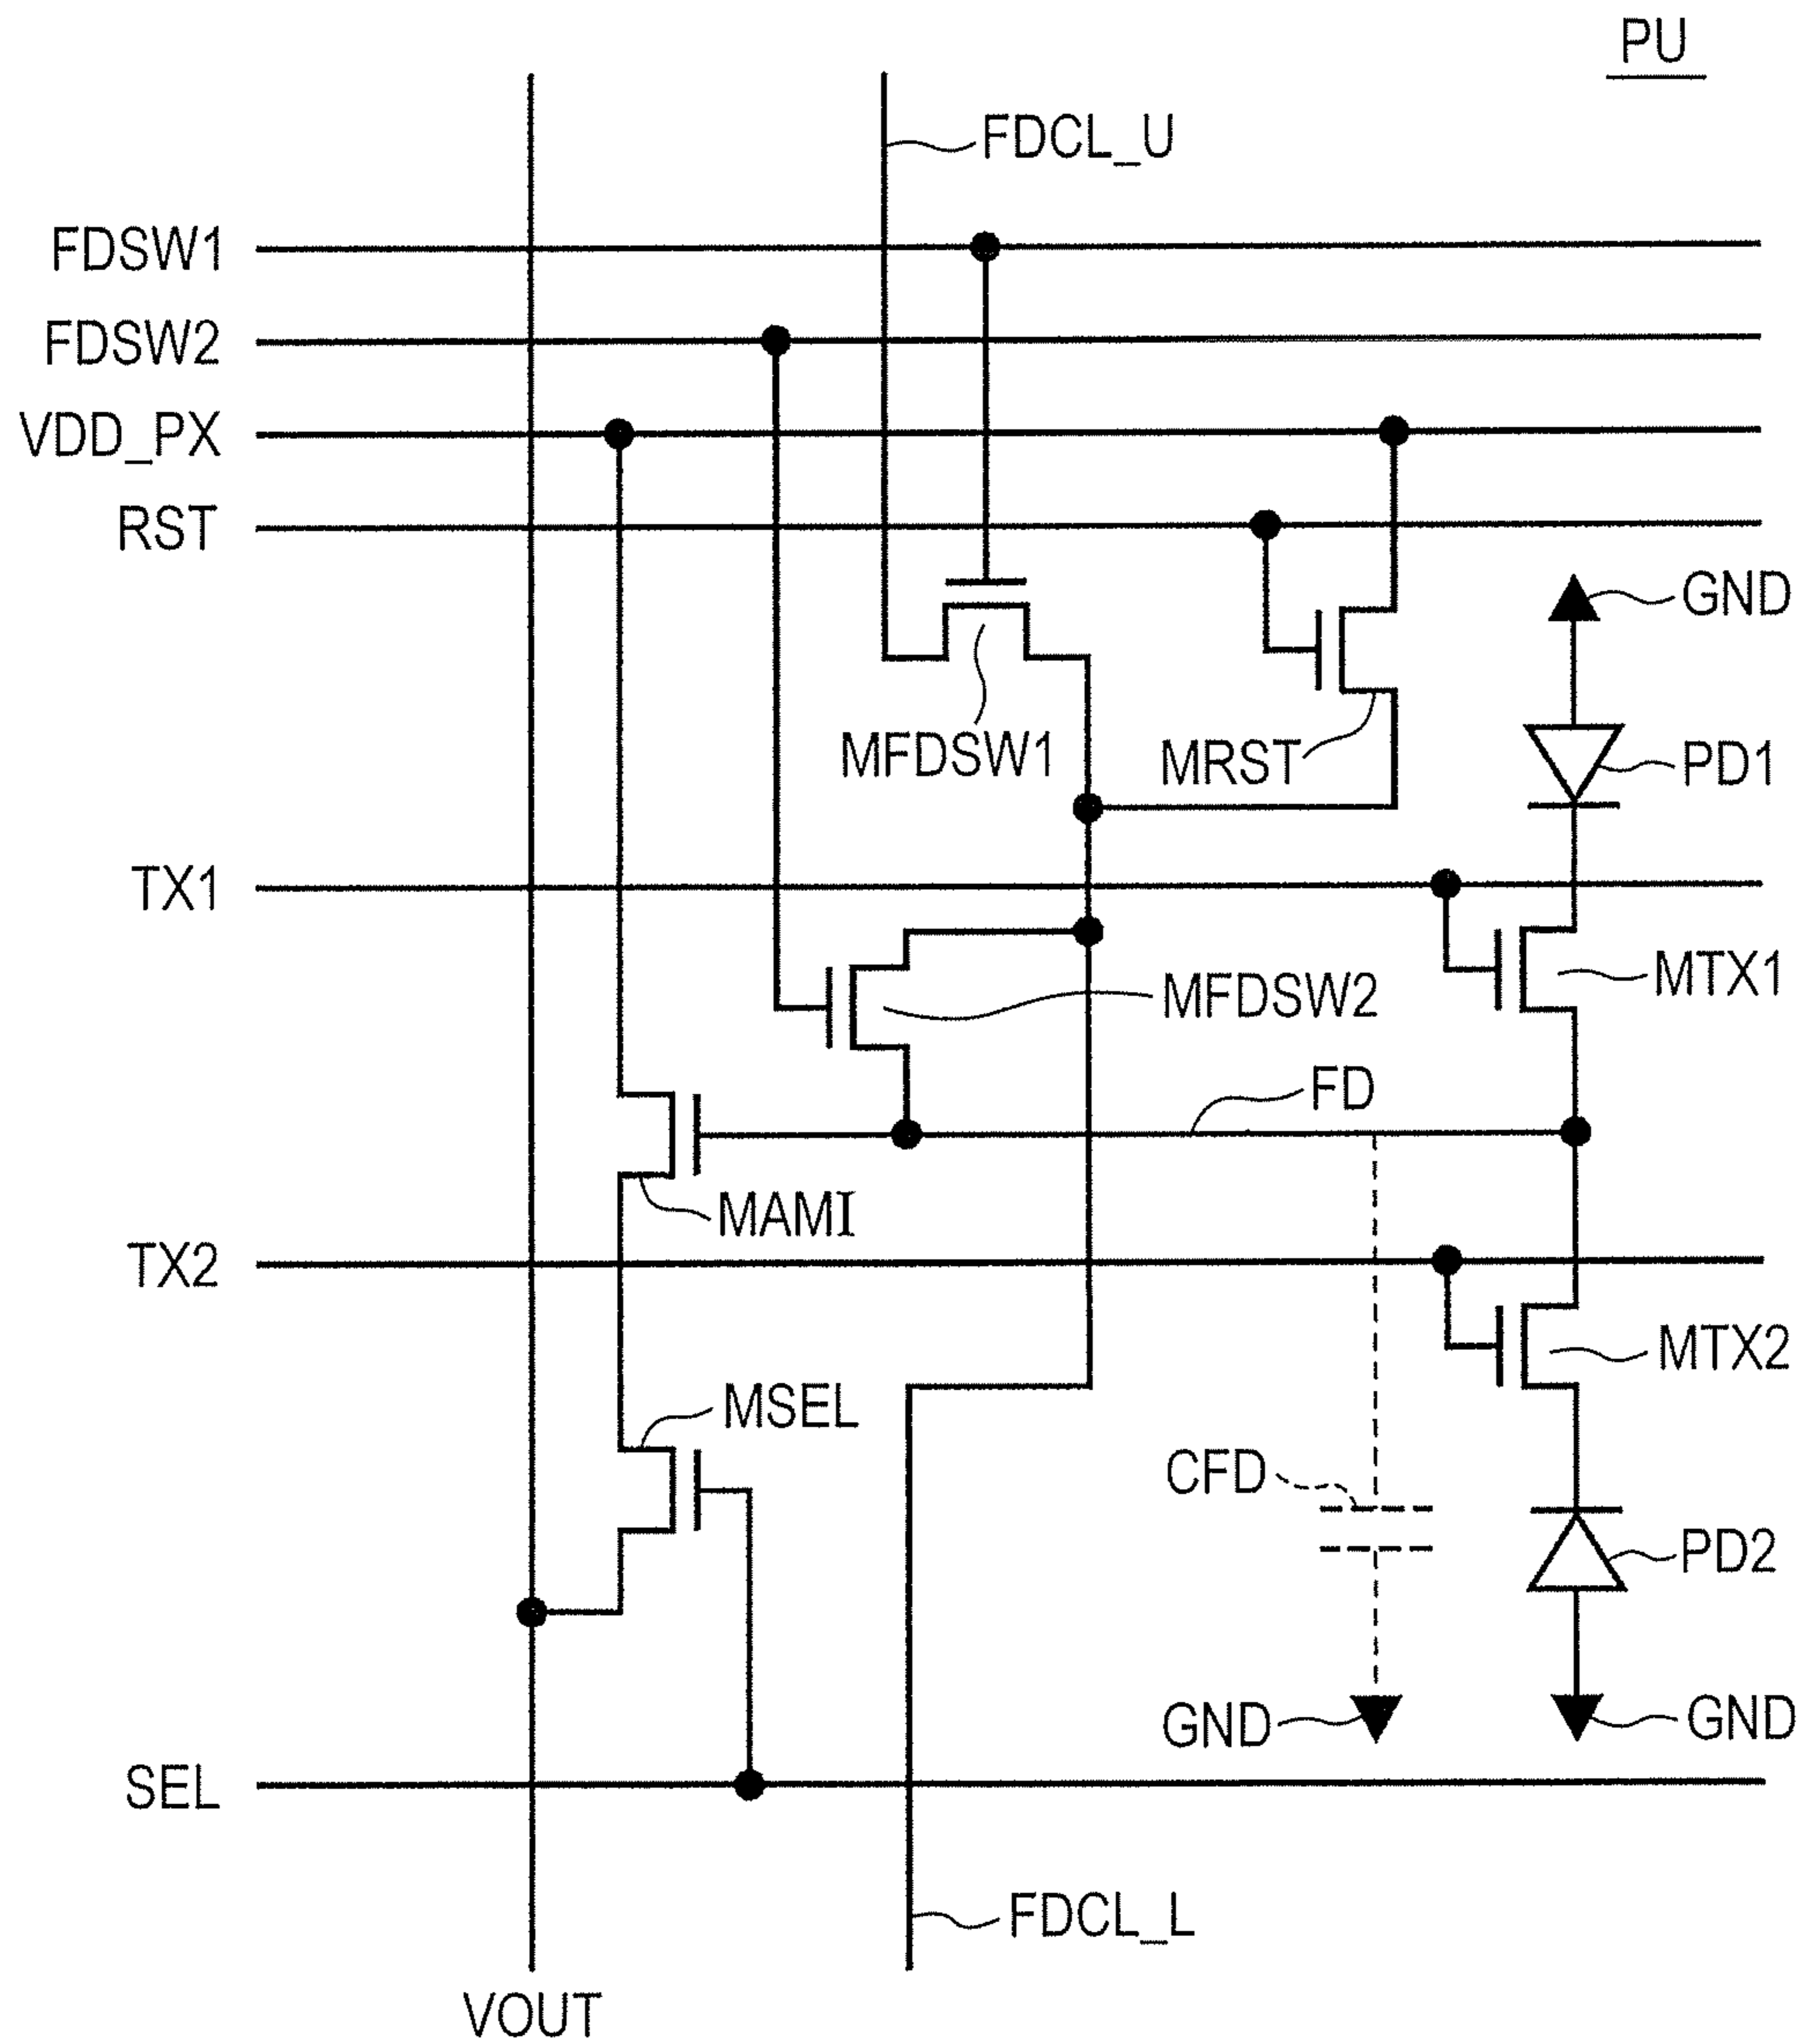 PU
FDCL_U
FDSW1
FDSW2
VDD_PX
RST
GND
MFDSW1
MRST
PD1
TX1
MTX1
MFDSW2
FD
MAMI
TX2
MTX2
MSEL
CFD
PD2
GND
GND
SEL
FDCL_L
VOUT